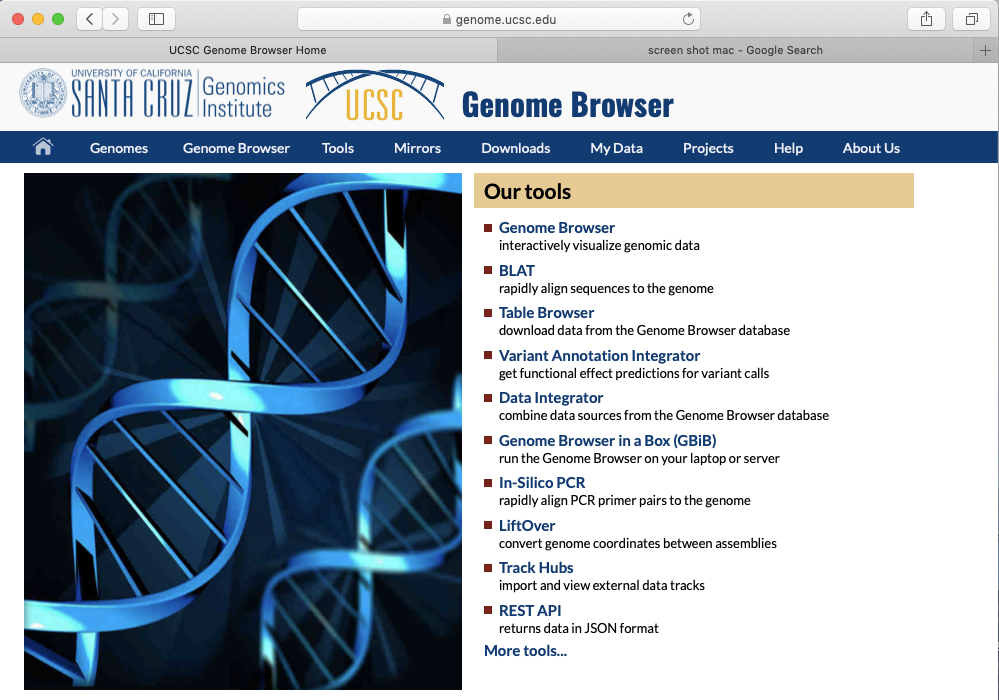 genome.ucsc.edu
UCSC Genome Browser Home
screen shot mac - Google Search
UNIVERSITY OF CALIFORNIA
SANTA CRUZ
Genomics
Institute
UCSC
Genome Browser
Genomes Genome Browser Tools Mirrors Downloads My Data Projects Help About Us
Our tools
Genome Browser
interactively visualize genomic data
BLAT
rapidly align sequences to the genome
Table Browser
download data from the Genome Browser database
Variant Annotation Integrator
get functional effect predictions for variant calls
Data Integrator
combine data sources from the Genome Browser database
Genome Browser in a Box (GBiB)
run the Genome Browser on your laptop or server
In-Silico PCR
rapidly align PCR primer pairs to the genome
LiftOver
convert genome coordinates between assemblies
Track Hubs
import and view external data tracks
REST API
returns data in JSON format
More tools...